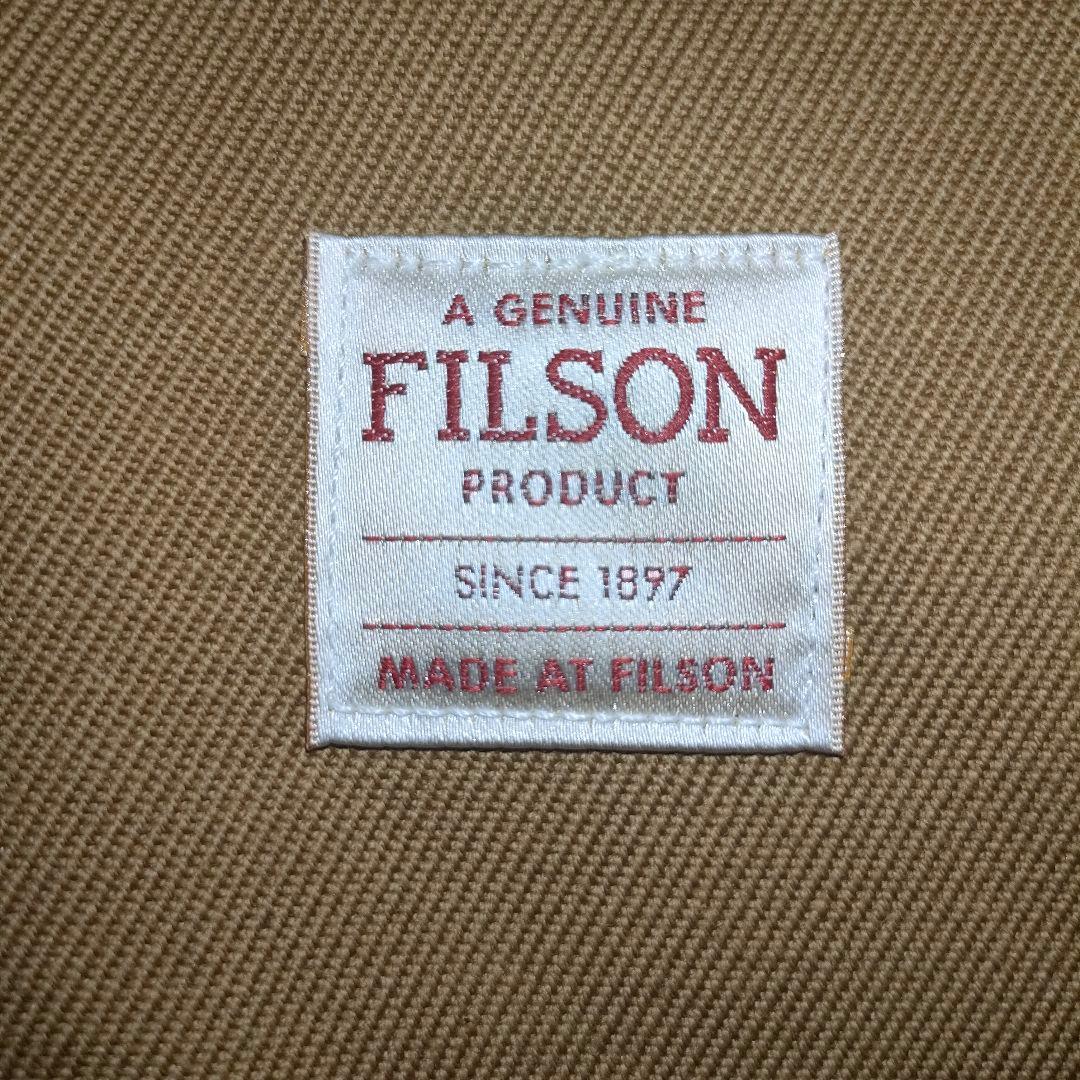 A GENUINE
FILSON
PRODUCT
SINCE 1897
MADE AT FILSON